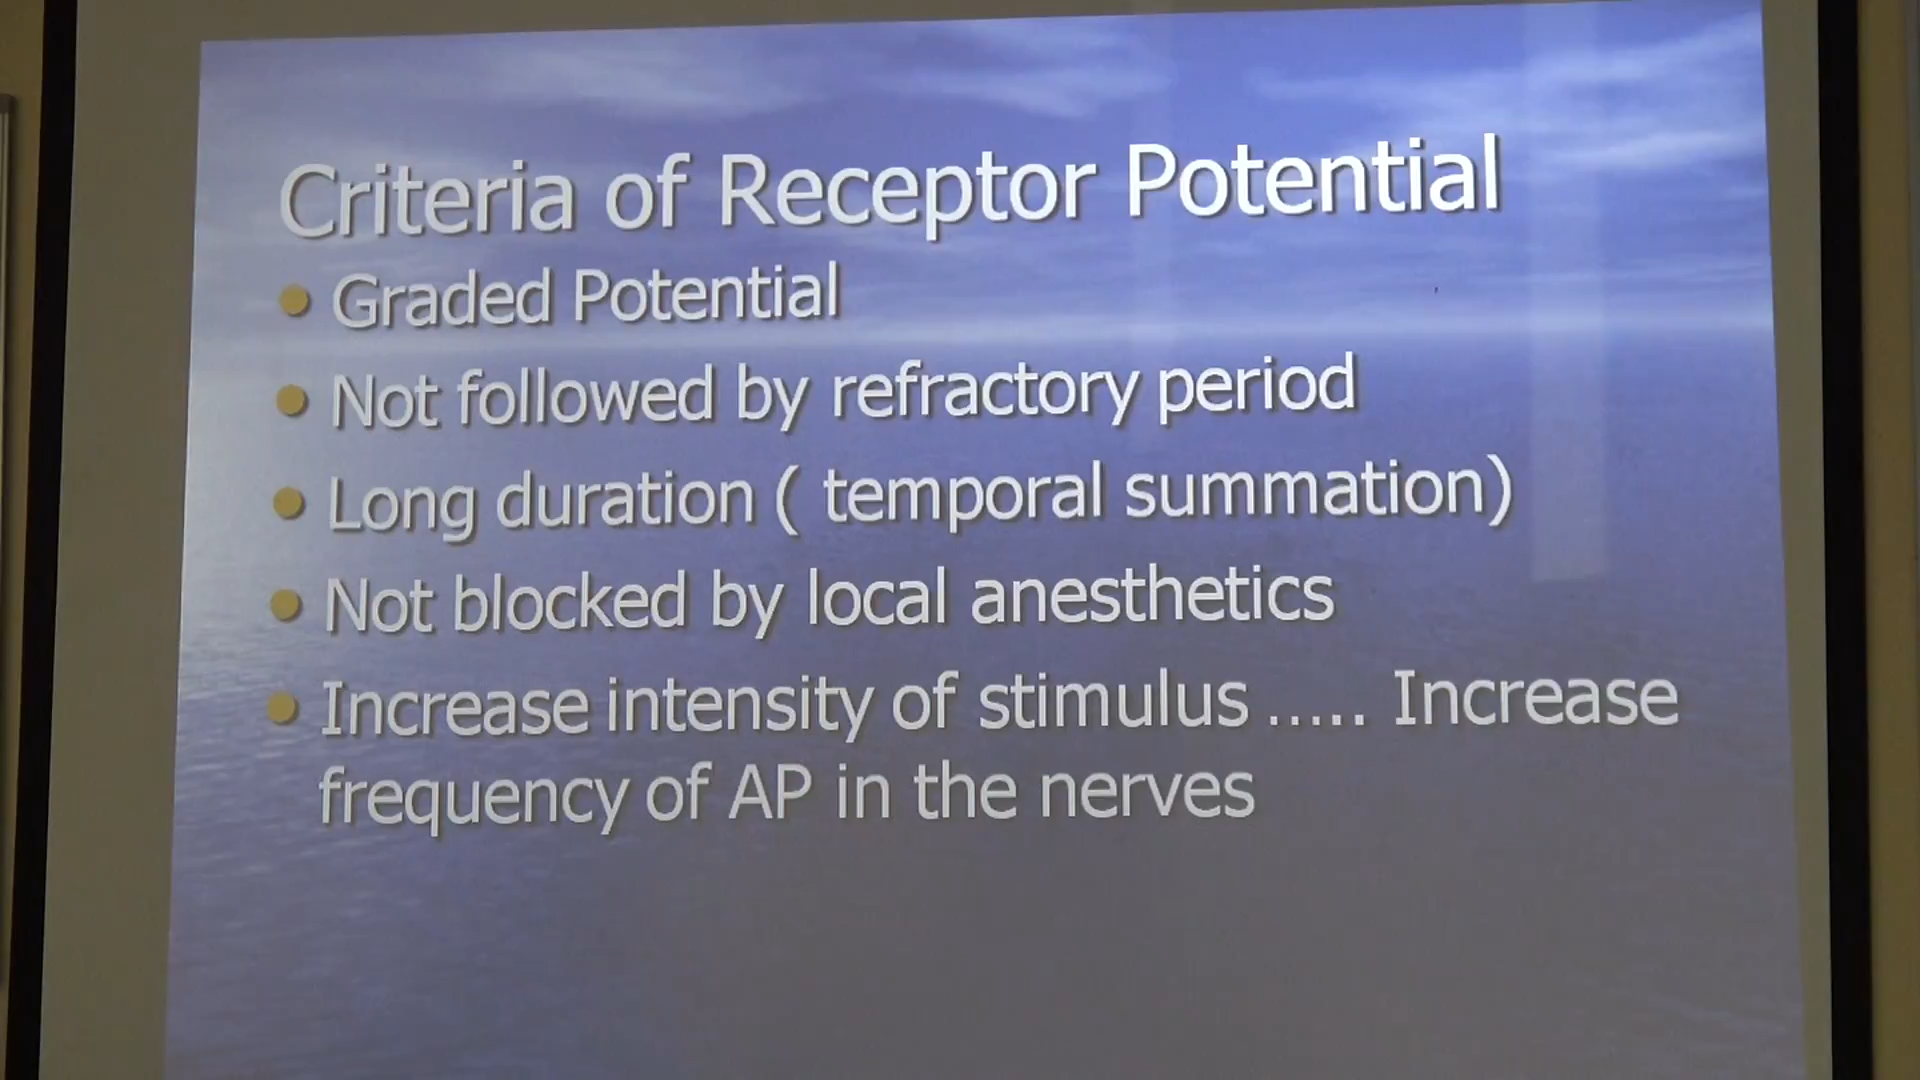 Criteria of Receptor Potential
Graded Potential
Not followed by refractory period
Long duration ( temporal summation)
Not blocked by local anesthetics
Increase intensity of stimulus ..... Increase
frequency of AP in the nerves